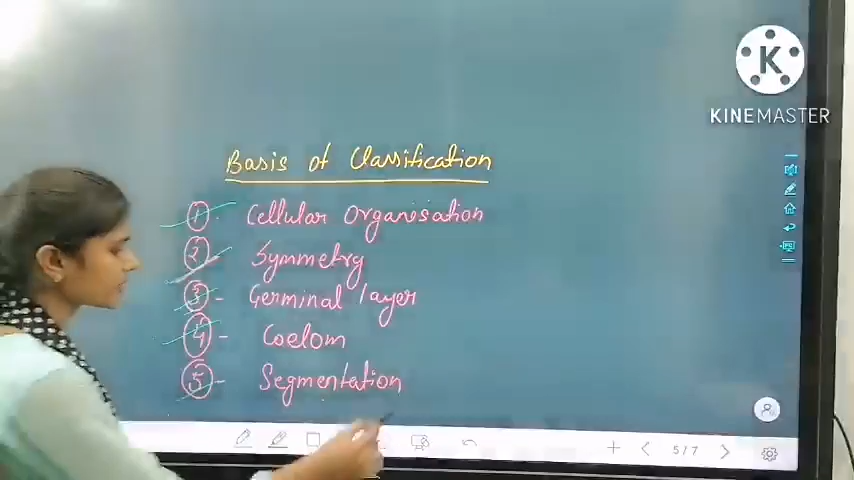 KINEMASTER
Basis of Classification
1 - Cellular Organisation
2 Symmetry
3 - Germinal layer
4 - Coelom
5 - Segmentation
5/7